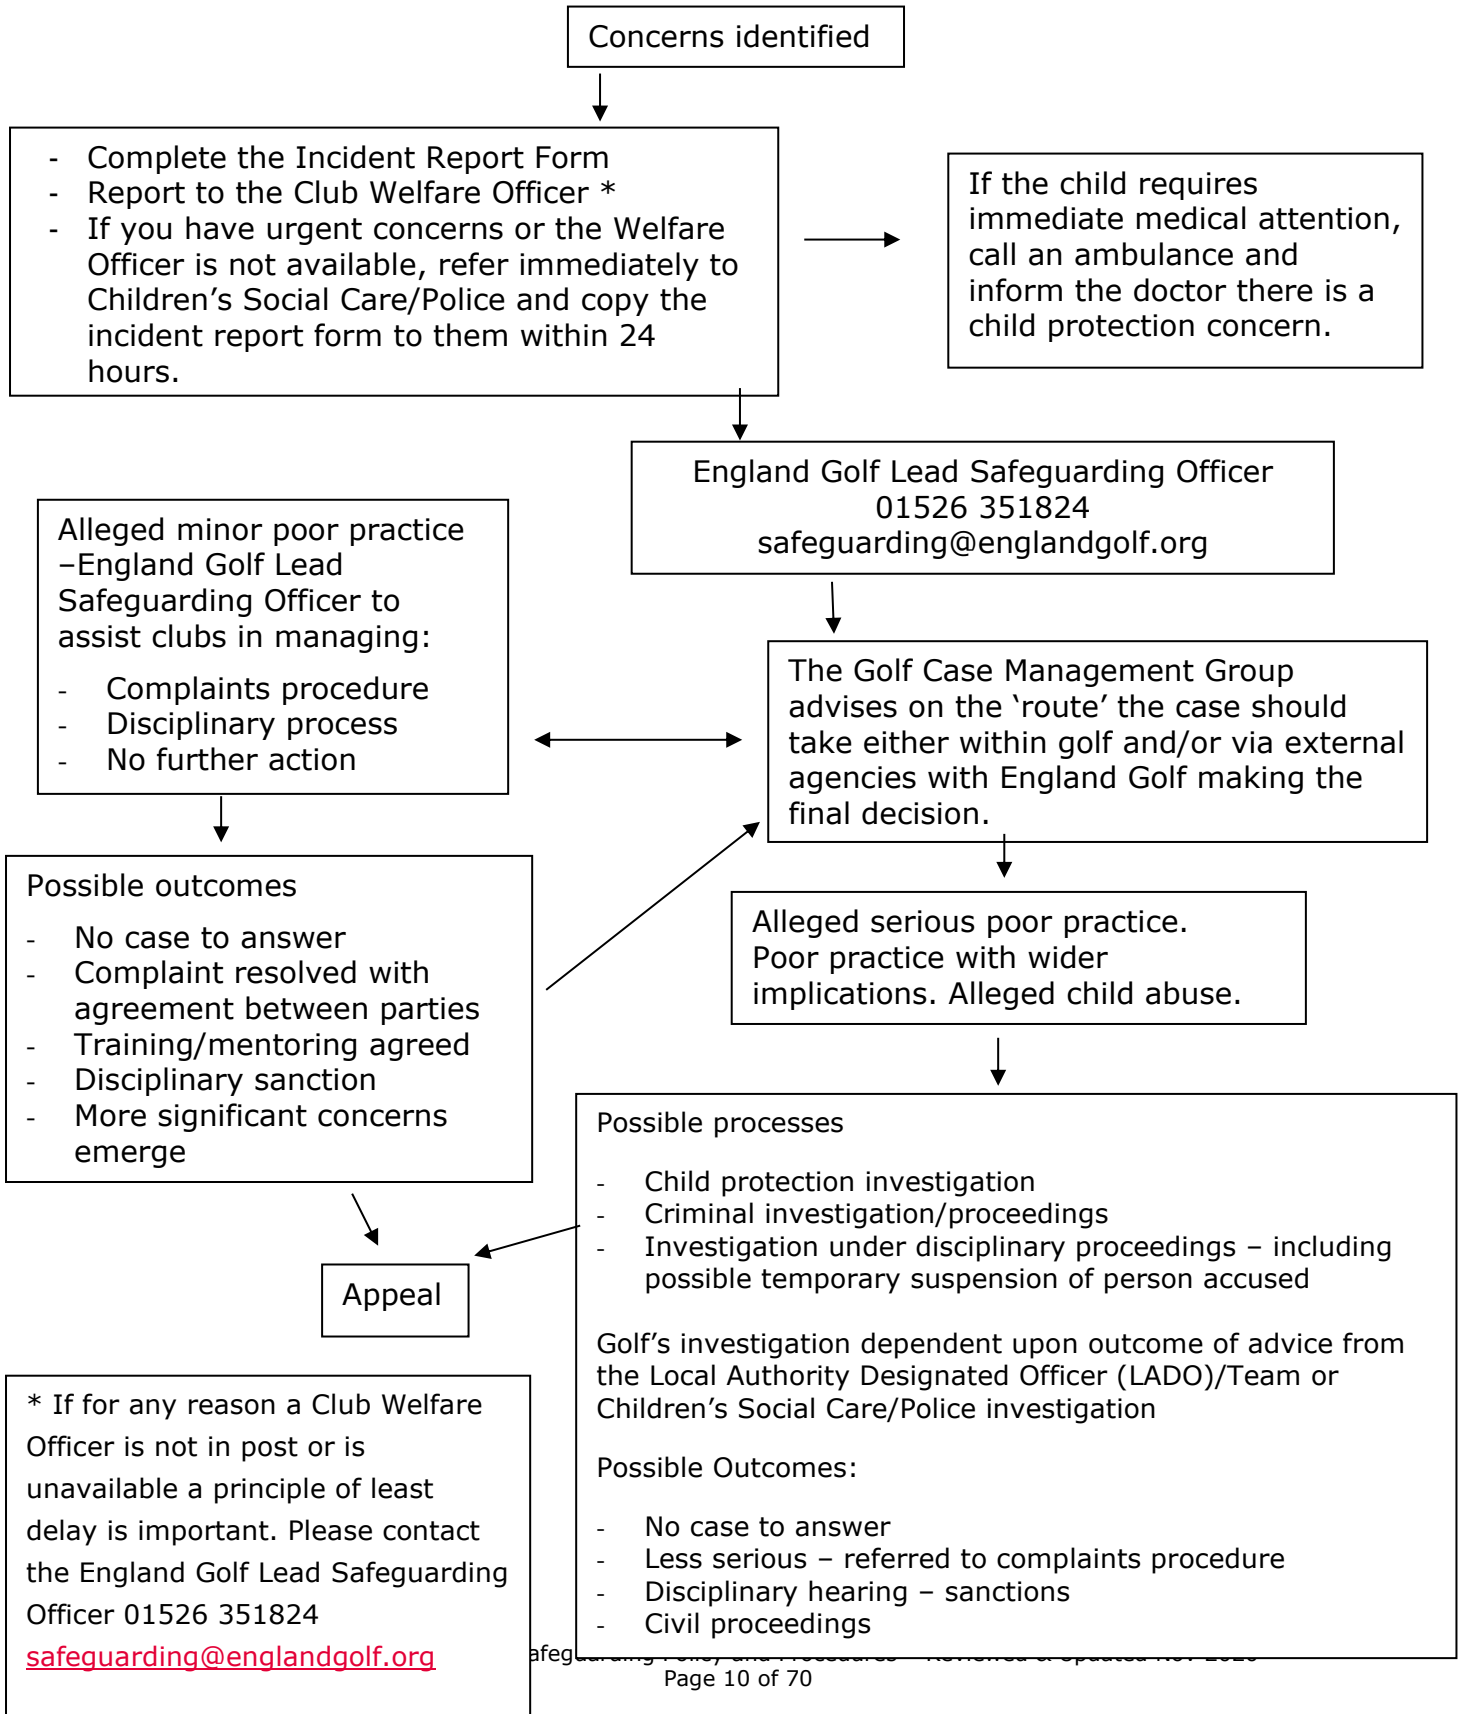 Concerns identified
- Complete the Incident Report Form
- Report to the Club Welfare Officer *
- If you have urgent concerns or the Welfare
Officer is not available, refer immediately to
Children’s Social Care/Police and copy the
incident report form to them within 24
hours.
If the child requires
immediate medical attention,
call an ambulance and
inform the doctor there is a
child protection concern.
England Golf Lead Safeguarding Officer
01526 351824
safeguarding@englandgolf.org
Alleged minor poor practice
–England Golf Lead
Safeguarding Officer to
assist clubs in managing:
- Complaints procedure
- Disciplinary process
- No further action
The Golf Case Management Group
advises on the ‘route’ the case should
take either within golf and/or via external
agencies with England Golf making the
final decision.
Possible outcomes
- No case to answer
- Complaint resolved with
agreement between parties
- Training/mentoring agreed
- Disciplinary sanction
- More significant concerns
emerge
Alleged serious poor practice.
Poor practice with wider
implications. Alleged child abuse.
Possible processes
- Child protection investigation
- Criminal investigation/proceedings
- Investigation under disciplinary proceedings – including
possible temporary suspension of person accused
Golf’s investigation dependent upon outcome of advice from
the Local Authority Designated Officer (LADO)/Team or
Children’s Social Care/Police investigation
Possible Outcomes:
- No case to answer
- Less serious – referred to complaints procedure
- Disciplinary hearing – sanctions
- Civil proceedings
Appeal
* If for any reason a Club Welfare
Officer is not in post or is
unavailable a principle of least
delay is important. Please contact
the England Golf Lead Safeguarding
Officer 01526 351824
safeguarding@englandgolf.org
Page 10 of 70